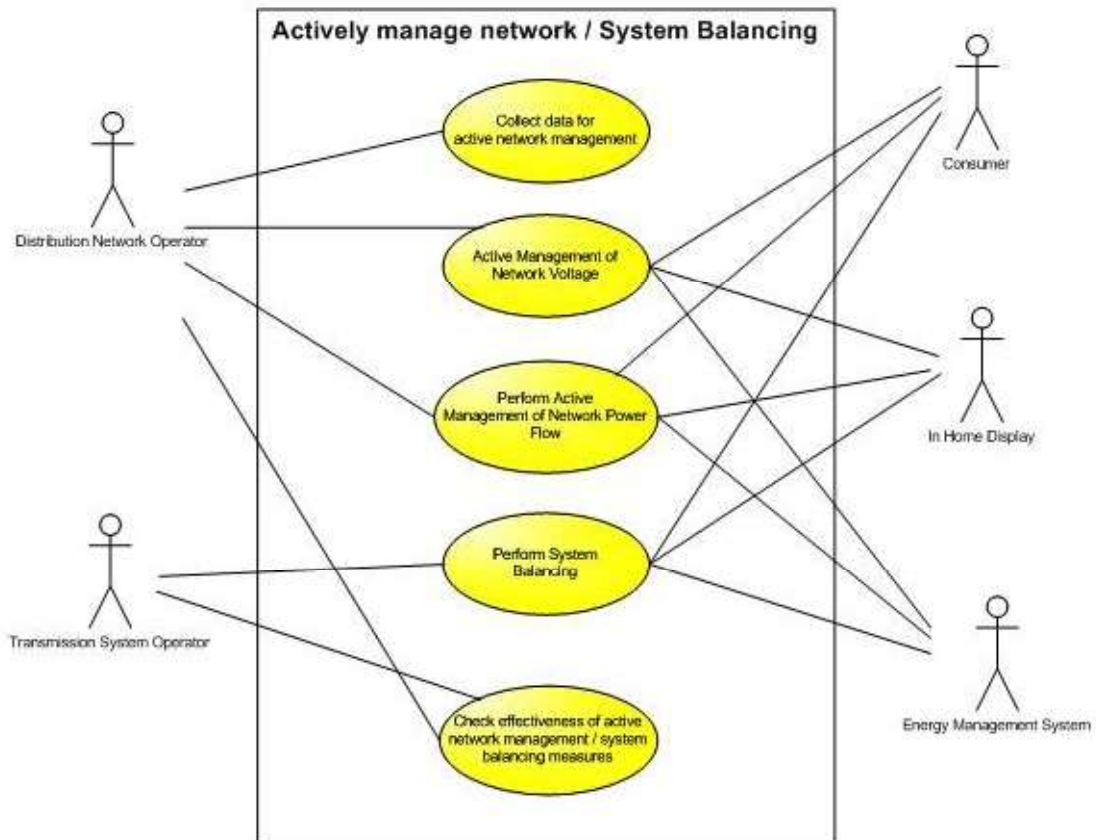 Actively manage network / System Balancing
Collect data for
active network management
Consumer
Distribution Network Operator
Active Management of
Network Voltage
Perform Active
Management of Network Power
Flow
In Home Display
Perform System
Balancing
Transmission System Operator
Check effectiveness of active
network management / system
balancing measures
Energy Management System